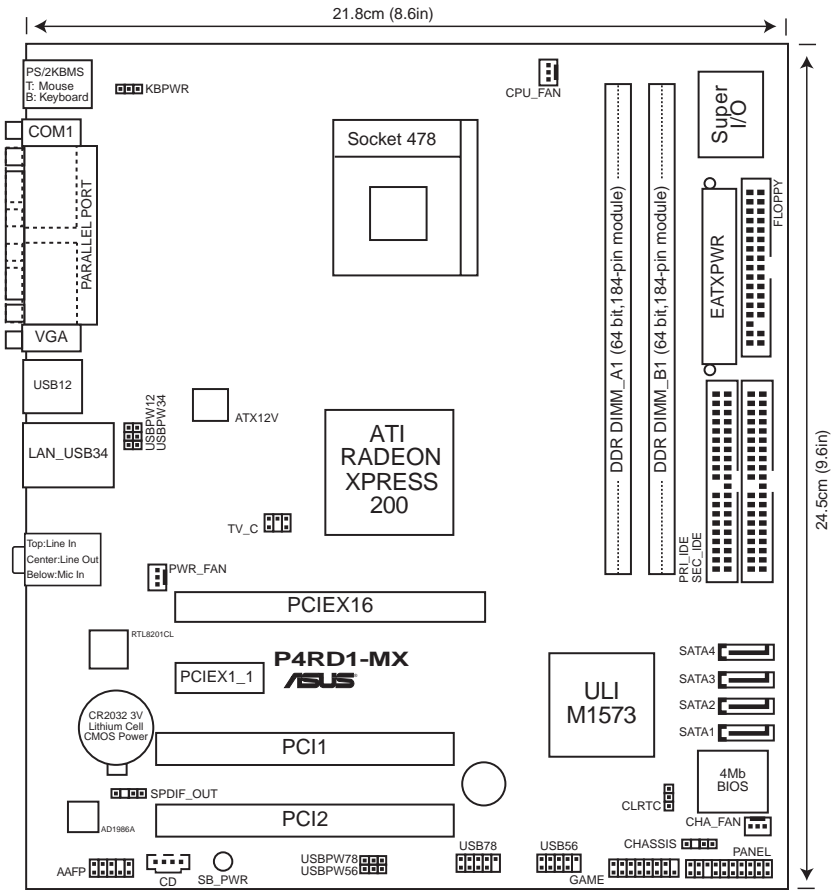 21.8cm (8.6in)
PS/2KBMS
T: Mouse
B: Keyboard
KBPWR
CPU_FAN
Super
I/O
COM1
Socket 478
PARALLEL PORT
FLOPPY
EATXPWR
DDR DIMM_A1 (64 bit,184-pin module)
DDR DIMM_B1 (64 bit,184-pin module)
VGA
USB12
USBPW12
USBPW34
ATX12V
LAN_USB34
ATI
RADEON
XPRESS
200
24.5cm (9.6in)
TV_C
Top:Line In
Center:Line Out
Below:Mic In
PRI_IDE
SEC_IDE
PWR_FAN
PCIEX16
RTL8201CL
P4RD1-MX
ASUS
PCIEX1_1
SATA4
SATA3
SATA2
SATA1
ULI
M1573
CR2032 3V
Lithium Cell
CMOS Power
PCI1
4Mb
BIOS
SPDIF_OUT
CLRTC
AD1986A
PCI2
CHA_FAN
CHASSIS
PANEL
AAFP
CD
SB_PWR
USBPW78
USBPW56
USB78
USB56
GAME